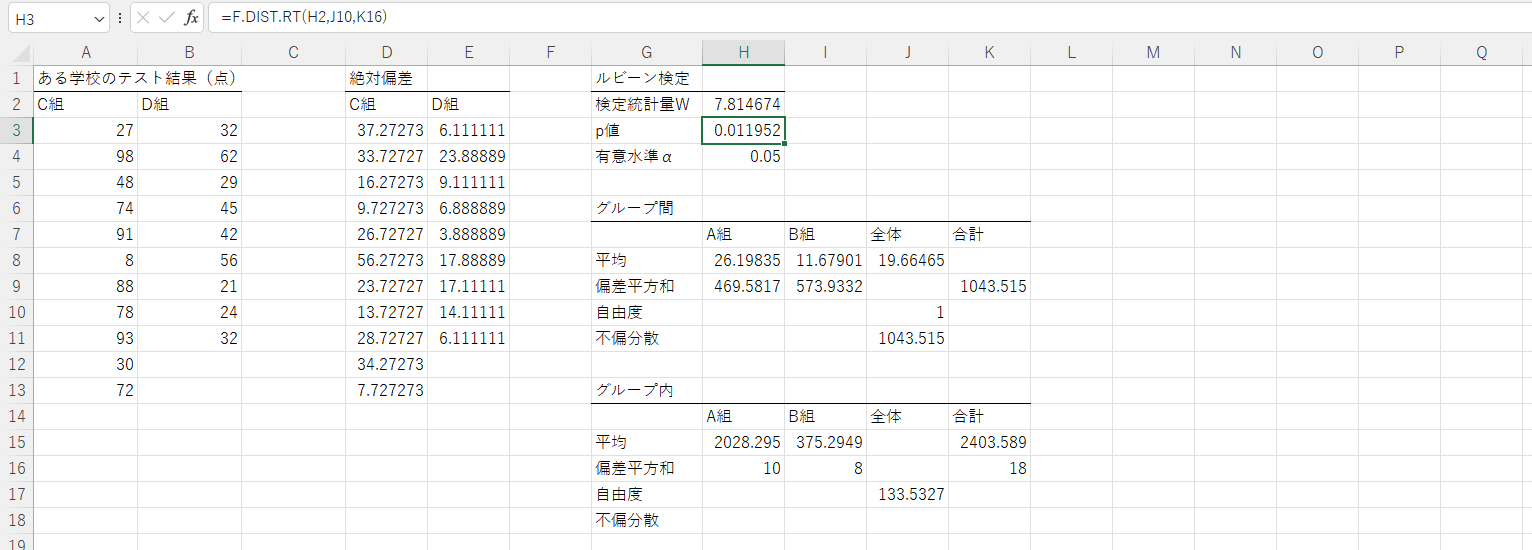 H3 fx =F.DIST.RT(H2,J10,K16)
A B C D E F G H I J K L M N O P Q
1 ある学校のテスト結果（点） 絶対偏差 ルビーン検定
2 C組 D組 C組 D組 検定統計量W 7.814674
3 27 32 37.27273 6.111111 p値 0.011952
4 98 62 33.72727 23.88889 有意水準α 0.05
5 48 29 16.27273 9.111111
6 74 45 9.727273 6.888889 グループ間
7 91 42 26.72727 3.888889 A組 B組 全体 合計
8 8 56 56.27273 17.88889 平均 26.19835 11.67901 19.66465
9 88 21 23.72727 17.11111 偏差平方和 469.5817 573.9332 1043.515
10 78 24 13.72727 14.11111 自由度 1
11 93 32 28.72727 6.111111 不偏分散 1043.515
12 30 34.27273
13 72 7.727273 グループ内
14 A組 B組 全体 合計
15 平均 2028.295 375.2949 2403.589
16 偏差平方和 10 8 18
17 自由度 133.5327
18 不偏分散
19